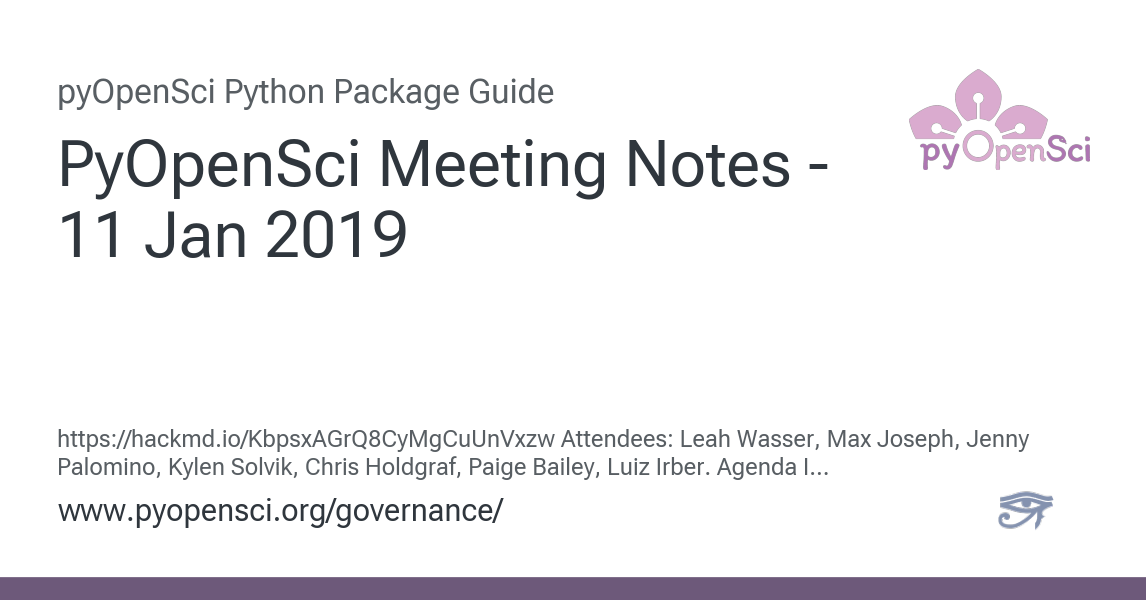 pyOpenSci Python Package Guide
PyOpenSci Meeting Notes -
11 Jan 2019
pyOpenSci
https://hackmd.io/KbpsxAGrQ8CyMgCuUnVxzw Attendees: Leah Wasser, Max Joseph, Jenny
Palomino, Kylen Solvik, Chris Holdgraf, Paige Bailey, Luiz Irber. Agenda I...
www.pyopensci.org/governance/